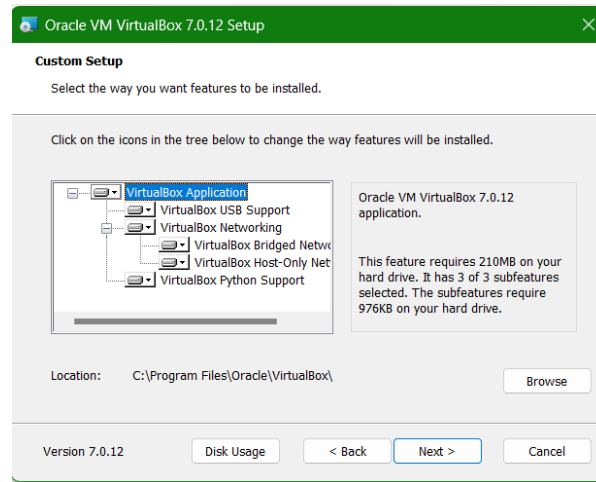 Oracle VM VirtualBox 7.0.12 Setup
Custom Setup
Select the way you want features to be installed.
Click on the icons in the tree below to change the way features will be installed.
VirtualBox Application
VirtualBox USB Support
VirtualBox Networking
VirtualBox Bridged Netw
VirtualBox Host-Only Net
VirtualBox Python Support
Oracle VM VirtualBox 7.0.12
application.
This feature requires 210MB on your
hard drive. It has 3 of 3 subfeatures
selected. The subfeatures require
976KB on your hard drive.
Location: C:\Program Files\Oracle\VirtualBox\
Browse
Version 7.0.12
Disk Usage
< Back
Next >
Cancel